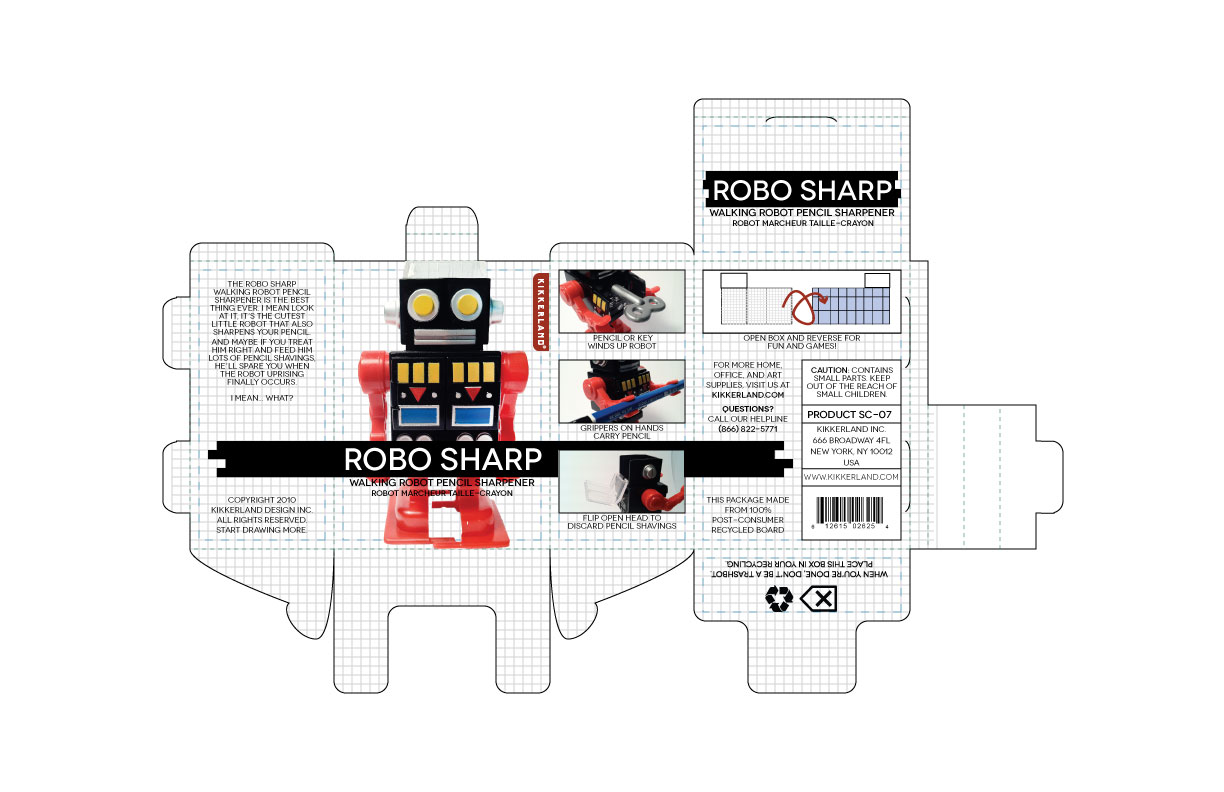 ROBO SHARP
WALKING ROBOT PENCIL SHARPENER
ROBOT MARCHEUR TAILLE-CRAYON
THE ROBO SHARP
WALKING ROBOT PENCIL
SHARPENER IS THE BEST
THING EVER. I MEAN LOOK
AT IT. IT'S THE CUTEST
LITTLE ROBOT THAT ALSO
SHARPENS YOUR PENCIL.
AND MAYBE IF YOU TREAT
HIM RIGHT AND FEED HIM
LOTS OF PENCIL SHAVINGS,
HE'LL SPARE YOU WHEN
THE ROBOT UPRISING
FINALLY OCCURS.
I MEAN... WHAT?
COPYRIGHT 2010
KIKKERLAND DESIGN INC.
ALL RIGHTS RESERVED.
START DRAWING MORE.
KIKKERLAND®
ROBO SHARP
WALKING ROBOT PENCIL SHARPENER
ROBOT MARCHEUR TAILLE-CRAYON
PENCIL OR KEY
WINDS UP ROBOT
GRIPPERS ON HANDS
CARRY PENCIL
FLIP OPEN HEAD TO
DISCARD PENCIL SHAVINGS
OPEN BOX AND REVERSE FOR
FUN AND GAMES!
FOR MORE HOME,
OFFICE, AND ART
SUPPLIES, VISIT US AT
KIKKERLAND.COM
QUESTIONS?
CALL OUR HELPLINE
(866) 822-5771
THIS PACKAGE MADE
FROM 100%
POST-CONSUMER
RECYCLED BOARD
CAUTION: CONTAINS
SMALL PARTS. KEEP
OUT OF THE REACH OF
SMALL CHILDREN.
PRODUCT SC-07
KIKKERLAND INC.
666 BROADWAY 4FL
NEW YORK, NY 10012
USA
WWW.KIKKERLAND.COM
6 12615 02625 4
WHEN YOU'RE DONE, DON'T BE A TRASHBOT.
PLACE THIS BOX IN YOUR RECYCLING.